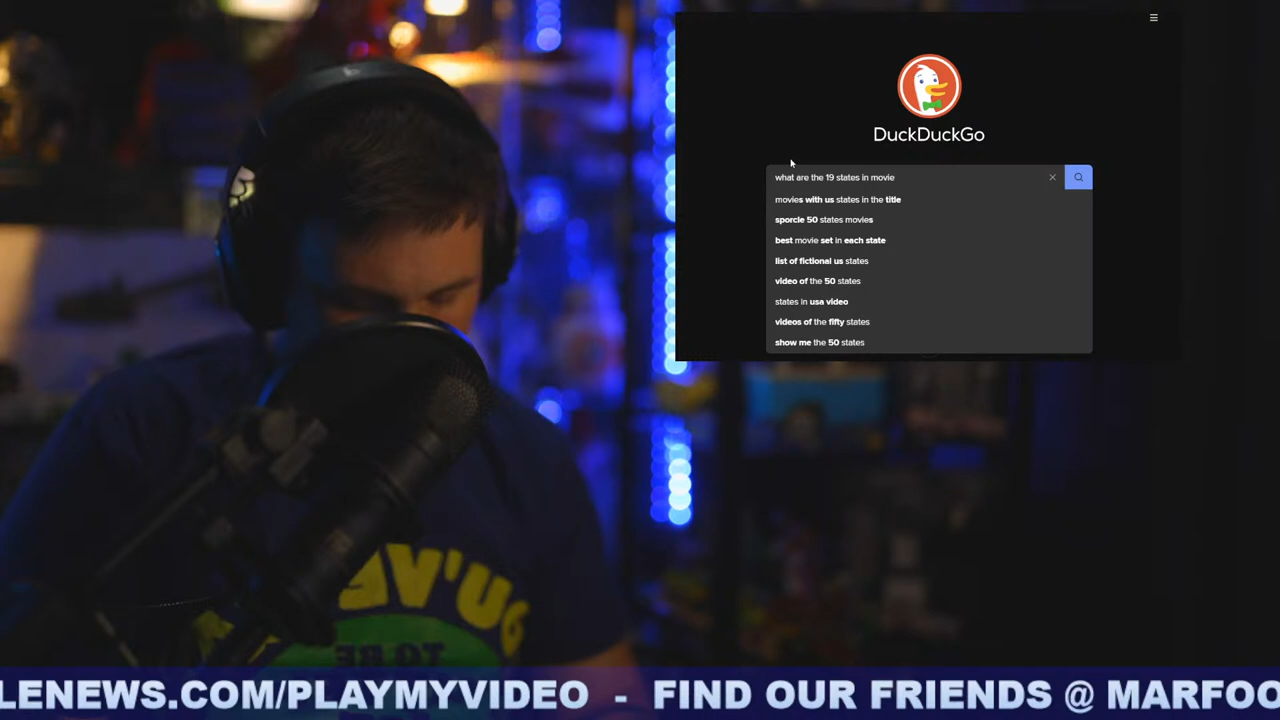 DuckDuckGo
what are the 19 states in movie
movies with us states in the title
sporcle 50 states movies
best movie set in each state
list of fictional us states
video of the 50 states
states in usa video
videos of the fifty states
show me the 50 states
TO BE
LENEWS.COM/PLAYMYVIDEO - FIND OUR FRIENDS @ MARFOO